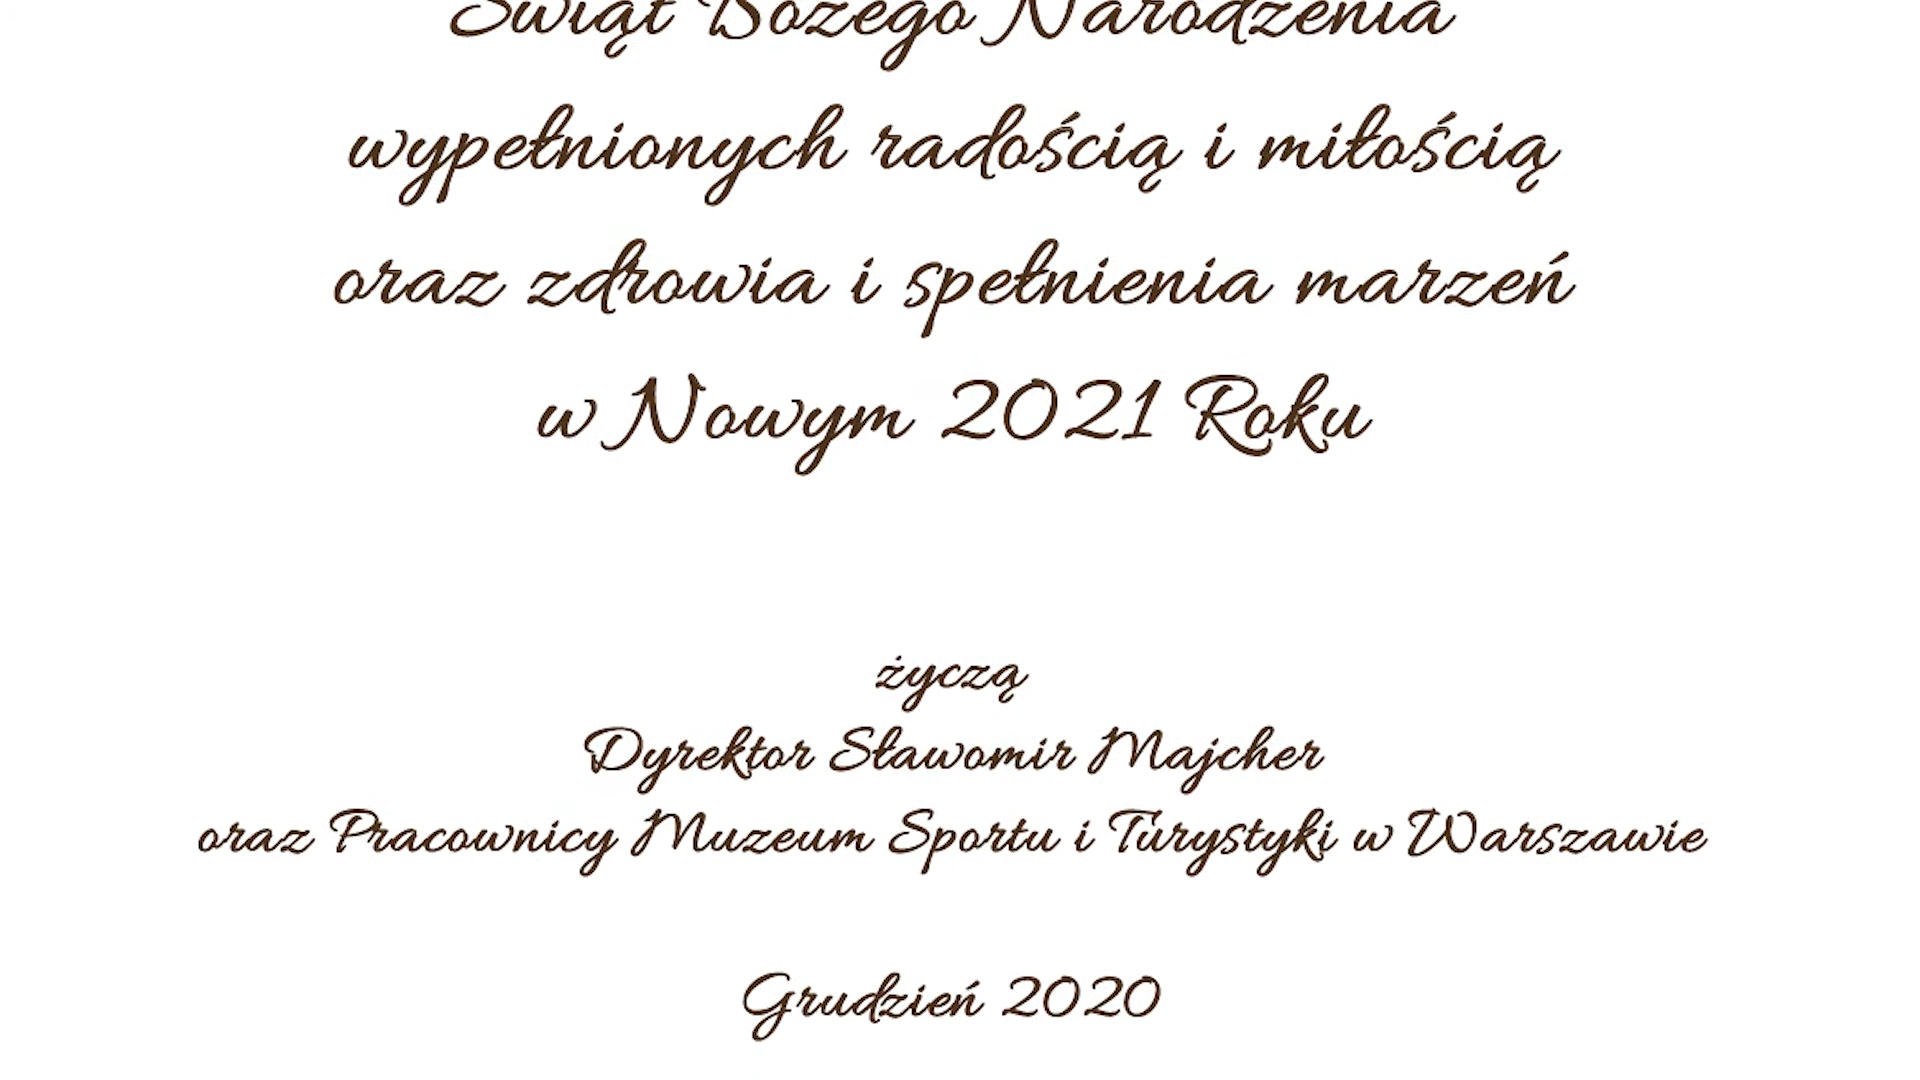 Świąt Bożego Narodzenia
wypełnionych radością i miłością
oraz zdrowia i spełnienia marzeń
w Nowym 2021 Roku
życzą
Dyrektor Sławomir Majcher
oraz Pracownicy Muzeum Sportu i Turystyki w Warszawie
Grudzień 2020